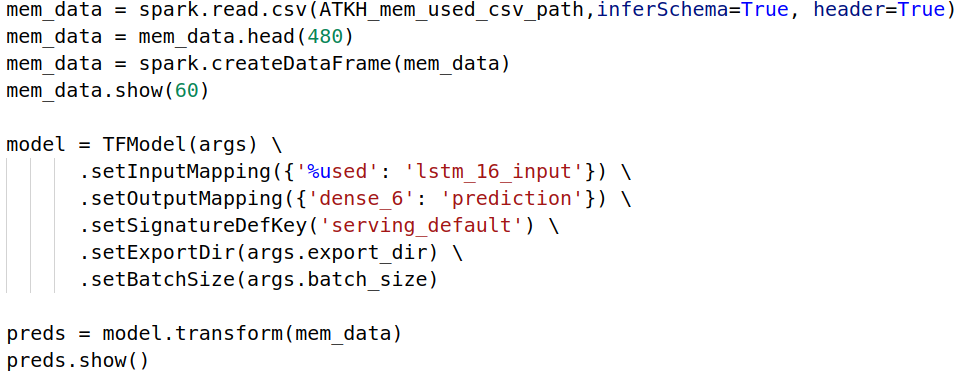 mem_data = spark.read.csv(ATKH_mem_used_csv_path,inferSchema=True, header=True)
mem_data = mem_data.head(480)
mem_data = spark.createDataFrame(mem_data)
mem_data.show(60)
model = TFModel(args) \
.setInputMapping({'%used': 'lstm_16_input'}) \
.setOutputMapping({'dense_6': 'prediction'}) \
.setSignatureDefKey('serving_default') \
.setExportDir(args.export_dir) \
.setBatchSize(args.batch_size)
preds = model.transform(mem_data)
preds.show()